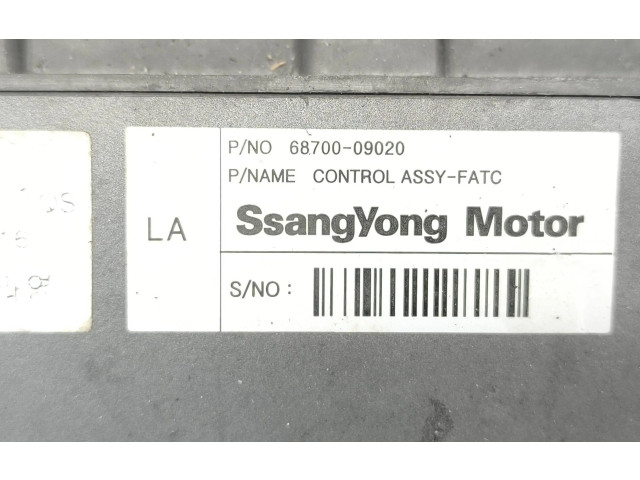 P/NO 68700-09020
P/NAME CONTROL ASSY-FATC
LA
SsangYong Motor
S/NO :